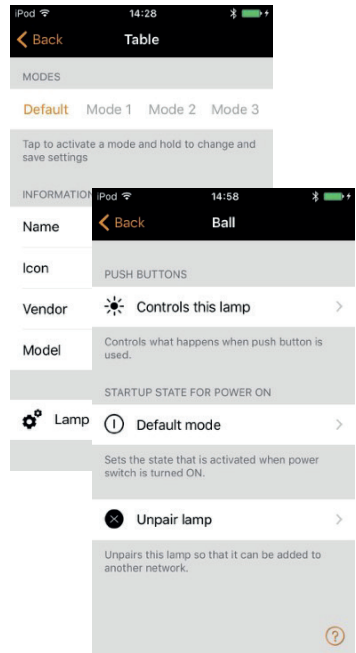 iPod 14:28
Back Table
MODES
Default Mode 1 Mode 2 Mode 3
Tap to activate a mode and hold to change and
save settings
INFORMATION
Name
Icon
Vendor
Model
Lamp
iPod 14:58
Back Ball
PUSH BUTTONS
Controls this lamp
Controls what happens when push button is
used.
STARTUP STATE FOR POWER ON
Default mode
Sets the state that is activated when power
switch is turned ON.
Unpair lamp
Unpairs this lamp so that it can be added to
another network.
?